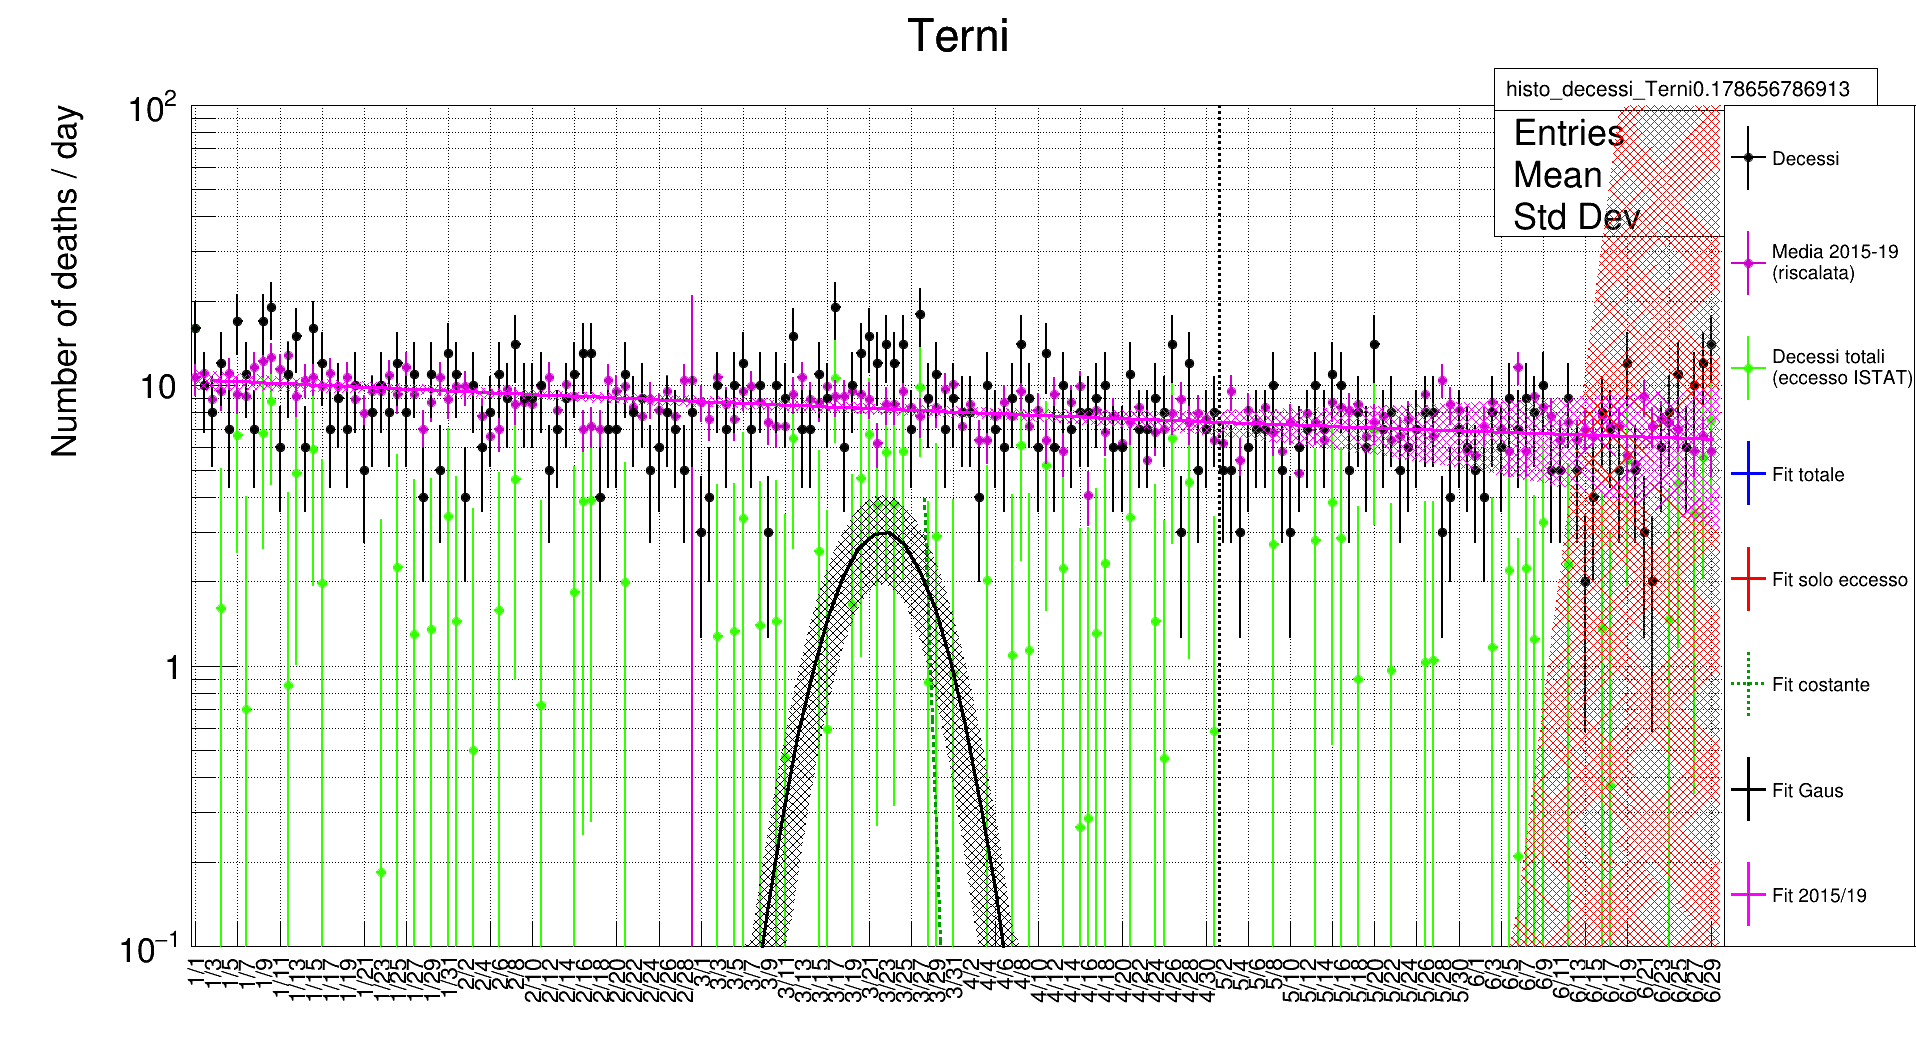 Terni
histo_decessi_Terni0.178656786913
Entries
Mean
Std Dev
Number of deaths / day
10²
10
1
10⁻¹
Decessi
Media 2015-19
(riscalata)
Decessi totali
(eccesso ISTAT)
Fit totale
Fit solo eccesso
Fit costante
Fit Gaus
Fit 2015/19
1/1 1/3 1/5 1/7 1/9 1/11 1/13 1/15 1/17 1/19 1/21 1/23 1/25 1/27 1/29 1/31 2/2 2/4 2/6 2/8 2/10 2/12 2/14 2/16 2/18 2/20 2/22 2/24 2/26 2/28 3/1 3/3 3/5 3/7 3/9 3/11 3/13 3/15 3/17 3/19 3/21 3/23 3/25 3/27 3/29 3/31 4/2 4/4 4/6 4/8 4/10 4/12 4/14 4/16 4/18 4/20 4/22 4/24 4/26 4/28 4/30 5/2 5/4 5/6 5/8 5/10 5/12 5/14 5/16 5/18 5/20 5/22 5/24 5/26 5/28 5/30 6/1 6/3 6/5 6/7 6/9 6/11 6/13 6/15 6/17 6/19 6/21 6/23 6/25 6/27 6/29